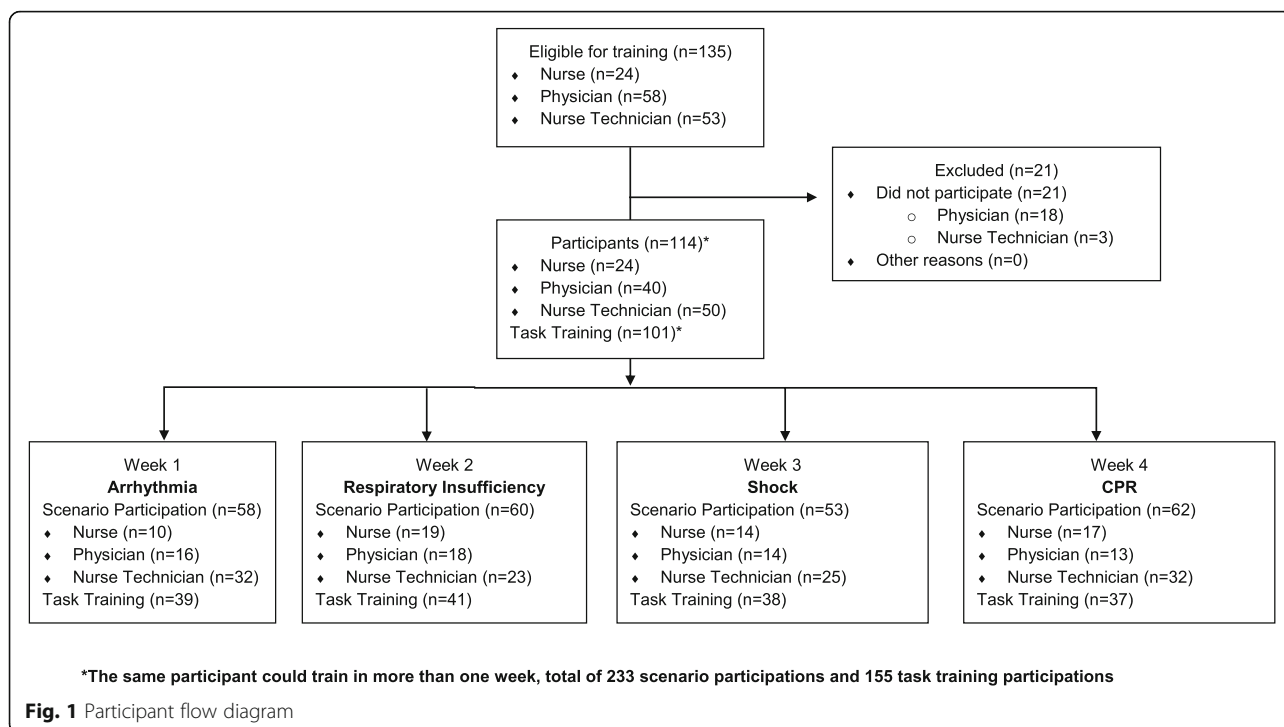 Eligible for training (n=135)
♦ Nurse (n=24)
♦ Physician (n=58)
♦ Nurse Technician (n=53)
Excluded (n=21)
♦ Did not participate (n=21)
○ Physician (n=18)
○ Nurse Technician (n=3)
♦ Other reasons (n=0)
Participants (n=114)*
♦ Nurse (n=24)
♦ Physician (n=40)
♦ Nurse Technician (n=50)
Task Training (n=101)*
Week 1
Arrhythmia
Scenario Participation (n=58)
♦ Nurse (n=10)
♦ Physician (n=16)
♦ Nurse Technician (n=32)
Task Training (n=39)
Week 2
Respiratory Insufficiency
Scenario Participation (n=60)
♦ Nurse (n=19)
♦ Physician (n=18)
♦ Nurse Technician (n=23)
Task Training (n=41)
Week 3
Shock
Scenario Participation (n=53)
♦ Nurse (n=14)
♦ Physician (n=14)
♦ Nurse Technician (n=25)
Task Training (n=38)
Week 4
CPR
Scenario Participation (n=62)
♦ Nurse (n=17)
♦ Physician (n=13)
♦ Nurse Technician (n=32)
Task Training (n=37)
*The same participant could train in more than one week, total of 233 scenario participations and 155 task training participations
Fig. 1 Participant flow diagram